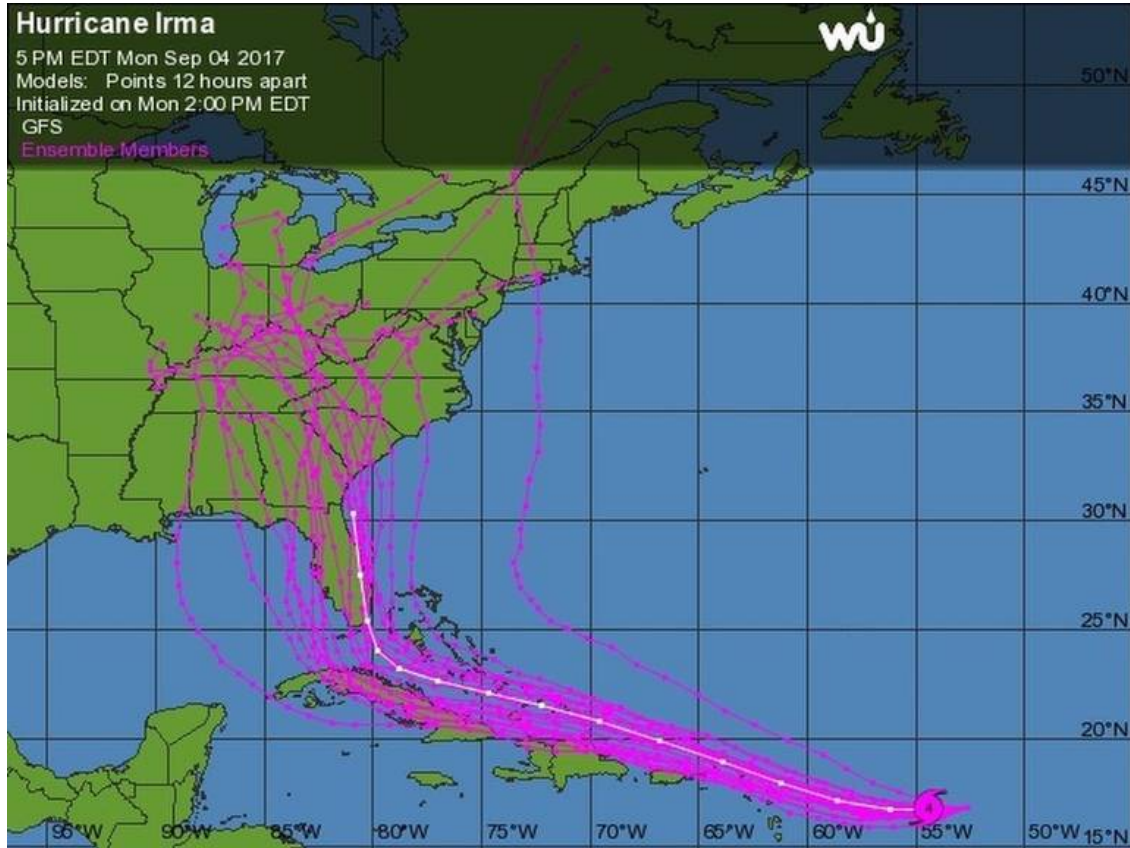 Hurricane Irma
wu
5 PM EDT Mon Sep 04 2017
Models: Points 12 hours apart
Initialized on Mon 2:00 PM EDT
GFS
Ensemble Members
50°N
45°N
40°N
35°N
30°N
25°N
20°N
4
95°W 90°W 85°W 80°W 75°W 70°W 65°W 60°W 55°W 50°W 15°N